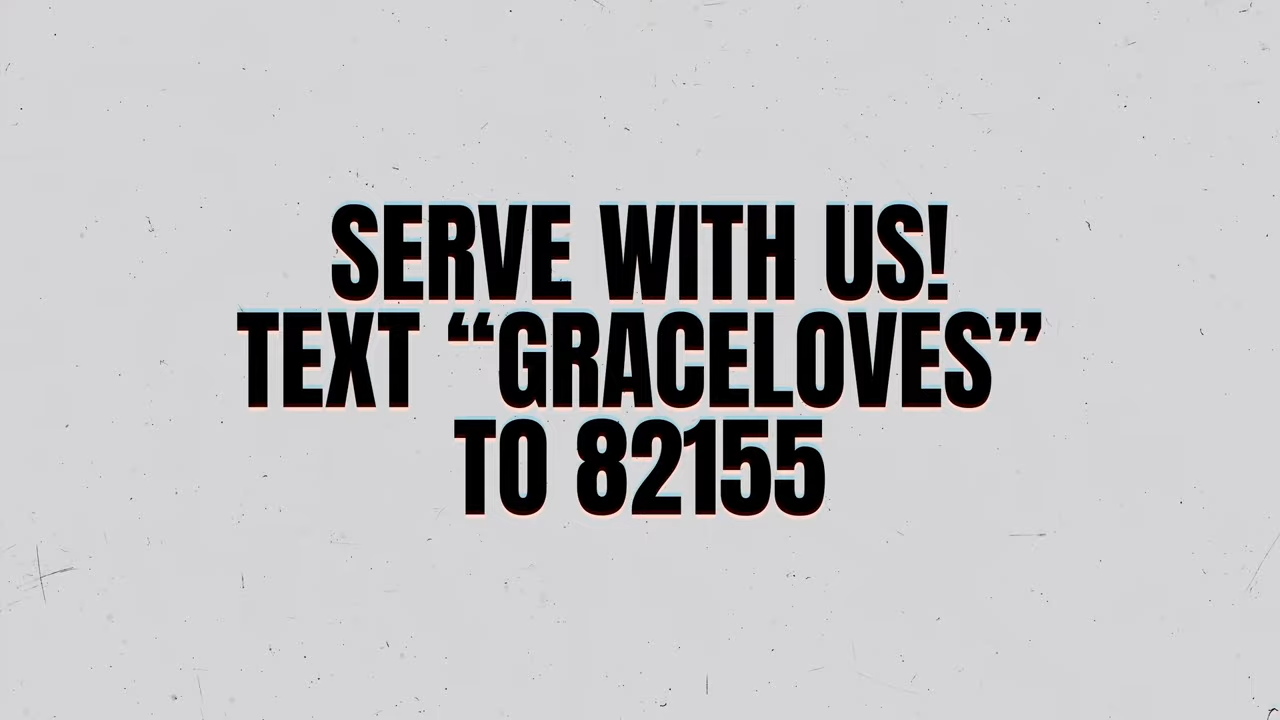 SERVE WITH US!
TEXT “GRACELOVES”
TO 82155